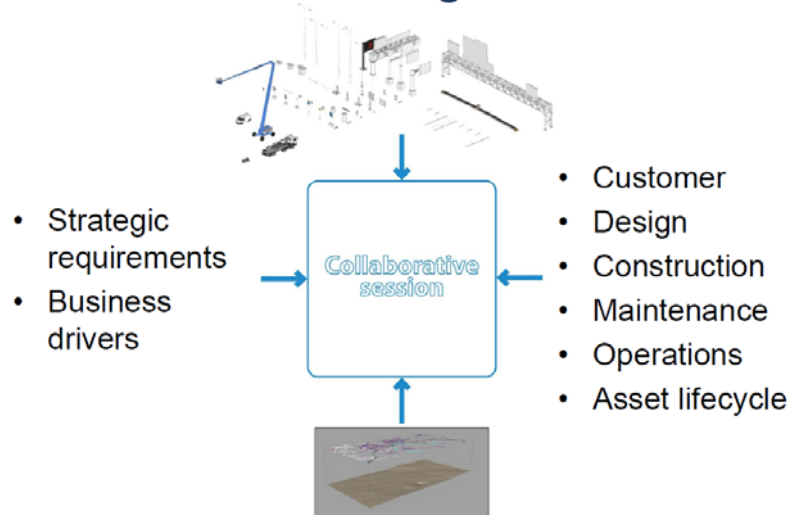 • Strategic
requirements
• Business
drivers
Collaborative
session
• Customer
• Design
• Construction
• Maintenance
• Operations
• Asset lifecycle